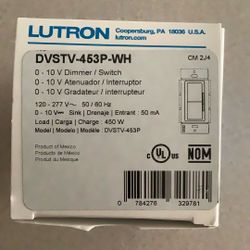 LUTRON
Coopersburg, PA 18036 U.S.A.
lutron.com
DVSTV-453P-WH
CM 2J4
0 - 10 V Dimmer / Switch
0 - 10 V Atenuador / Interruptor
0 - 10 V Gradateur / interrupteur
120 - 277 V~ 50 / 60 Hz
0 - 10 V⎓ Sink | Drenaje | Entrant : 50 mA
Load | Carga | Charge : 450 W
Model | Modelo | Modèle : DVSTV-453P
Product of Mexico
Producto de México
Produit du Mexique
UL
US
NOM
0 784276 329781